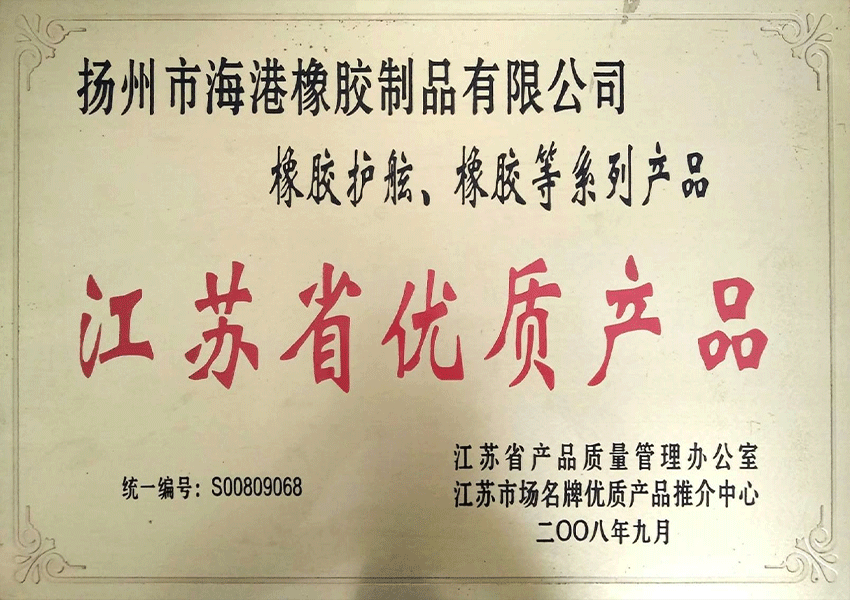 扬州市海港橡胶制品有限公司
橡胶护舷、橡胶等系列产品
江苏省优质产品
江苏省产品质量管理办公室
统一编号：S00809068
江苏市场名牌优质产品推介中心
二〇〇八年九月